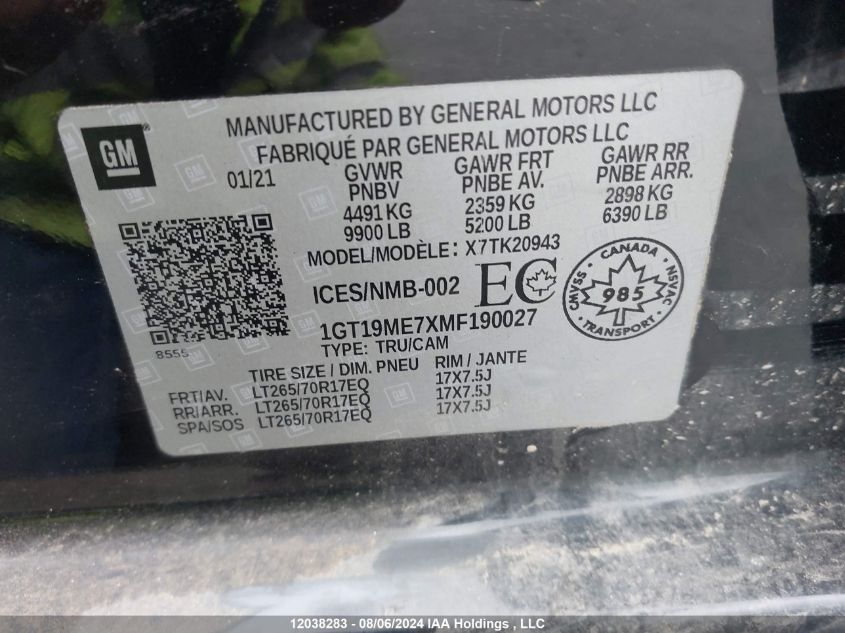 MANUFACTURED BY GENERAL MOTORS LLC
FABRIQUÉ PAR GENERAL MOTORS LLC
GM
01/21
GVWR GAWR FRT GAWR RR
PNBV PNBE AV. PNBE ARR.
4491 KG 2359 KG 2898 KG
9900 LB 5200 LB 6390 LB
MODEL/MODÈLE: X7TK20943
ICES/NMB-002 EC
CANADA
CMVSS 985 NSVAC
TRANSPORT
1GT19ME7XMF190027
8555
TYPE: TRU/CAM
TIRE SIZE / DIM. PNEU RIM / JANTE
FRT/AV. LT265/70R17EQ 17X7.5J
RR/ARR. LT265/70R17EQ 17X7.5J
SPA/SOS LT265/70R17EQ 17X7.5J
12038283 - 08/06/2024 IAA Holdings , LLC